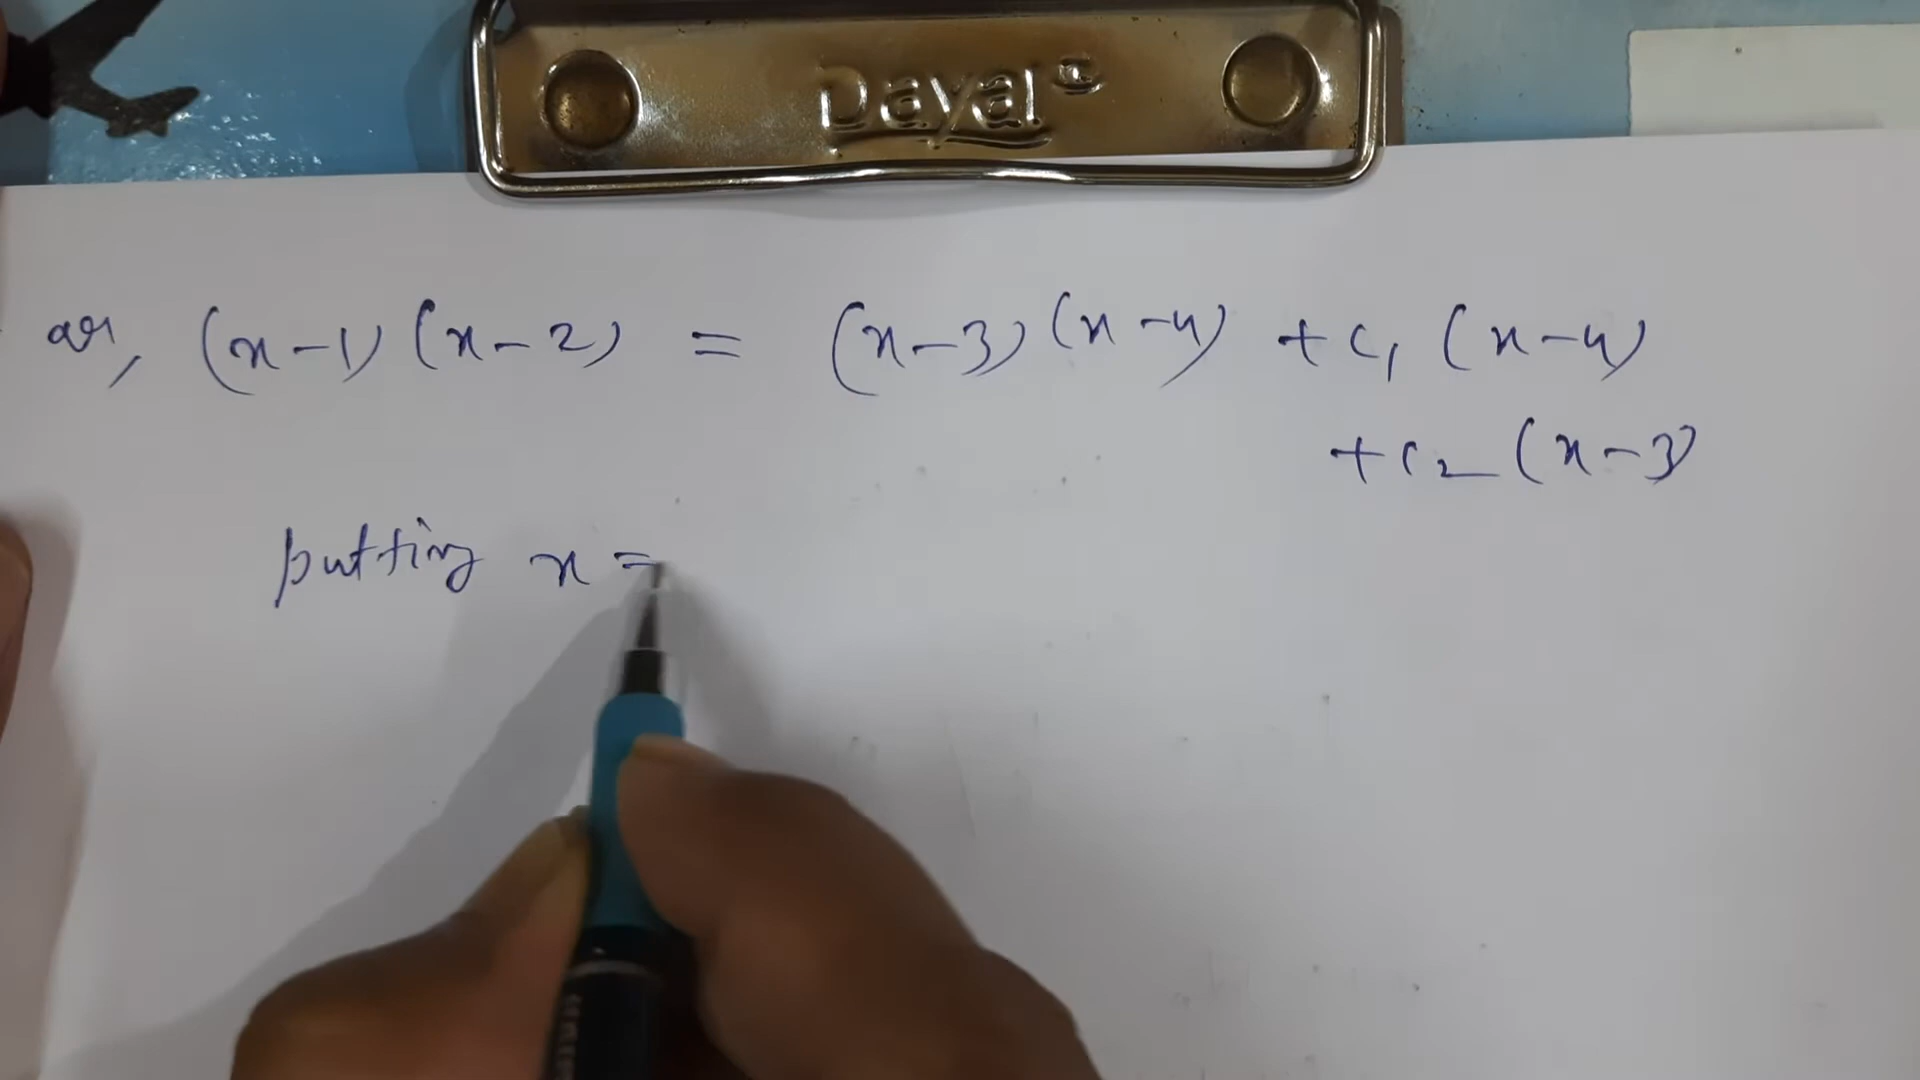 Dayal
or, (x-1) (x-2) = (x-3) (x-4) + c₁ (x-4)
+ c₂ (x-3)
putting x =